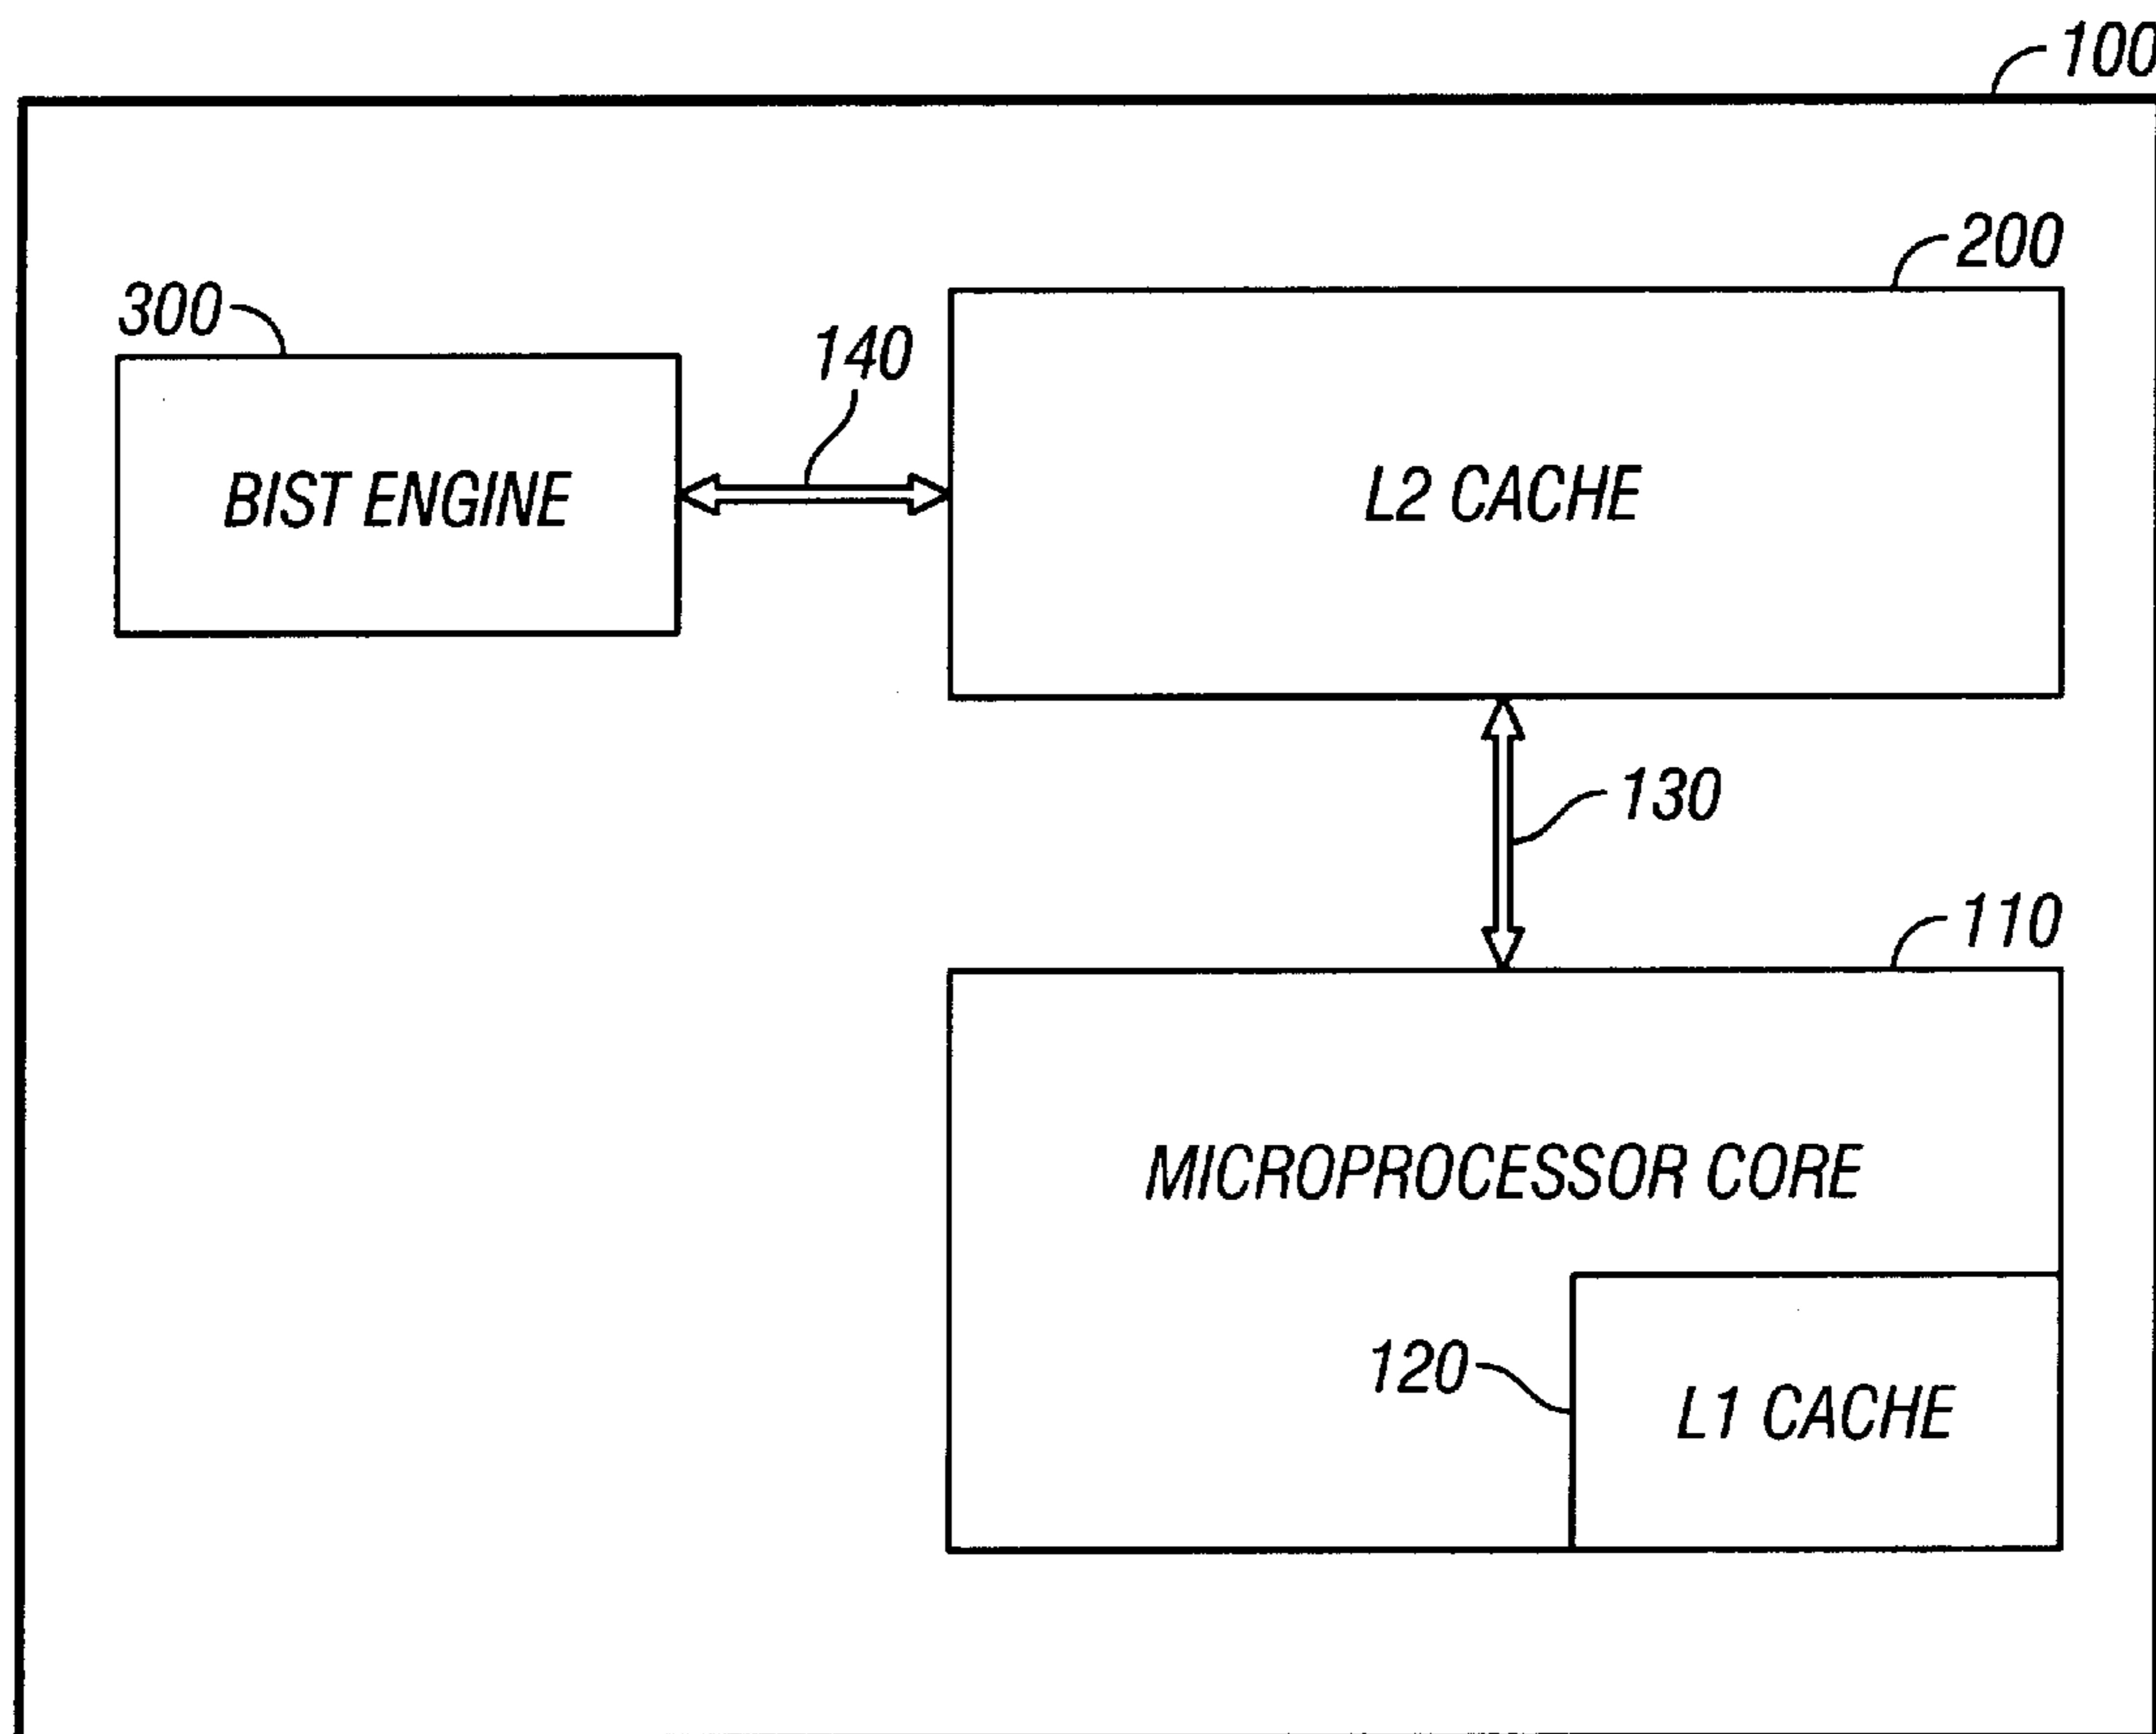 100
200
300
140
BIST ENGINE
L2 CACHE
130
110
MICROPROCESSOR CORE
120
L1 CACHE